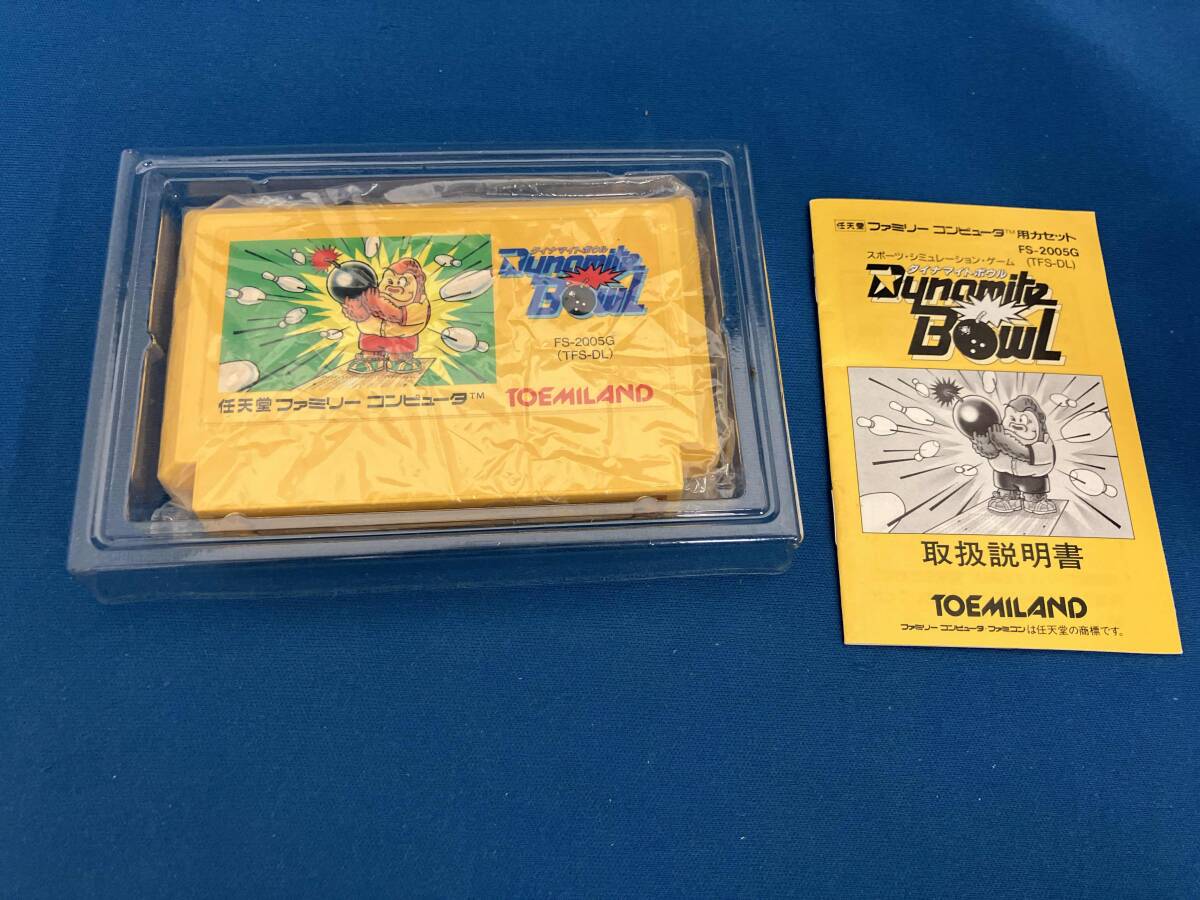 ダイナマイト・ボウル
Dynamite
Bowl
FS-2005G
(TFS-DL)
任天堂 ファミリー コンピュータ™
TOEMILAND
任天堂 ファミリー コンピュータ™用カセット
FS-2005G
スポーツ・シミュレーション・ゲーム (TFS-DL)
ダイナマイト・ボウル
Dynamite
Bowl
取扱説明書
TOEMILAND
ファミリー コンピュータ・ファミコンは任天堂の商標です。